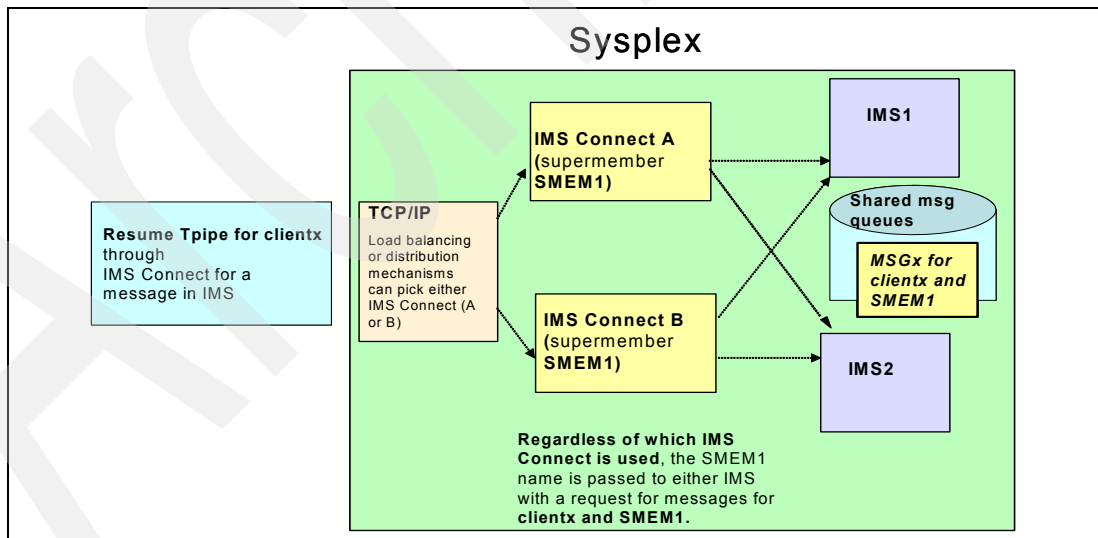 Sysplex
Resume Tpipe for clientx
through
IMS Connect for a
message in IMS
TCP/IP
Load balancing
or distribution
mechanisms
can pick either
IMS Connect (A
or B)
IMS Connect A
(supermember
SMEM1)
IMS Connect B
(supermember
SMEM1)
IMS1
Shared msg
queues
MSGx for
clientx and
SMEM1
IMS2
Regardless of which IMS
Connect is used, the SMEM1
name is passed to either IMS
with a request for messages for
clientx and SMEM1.